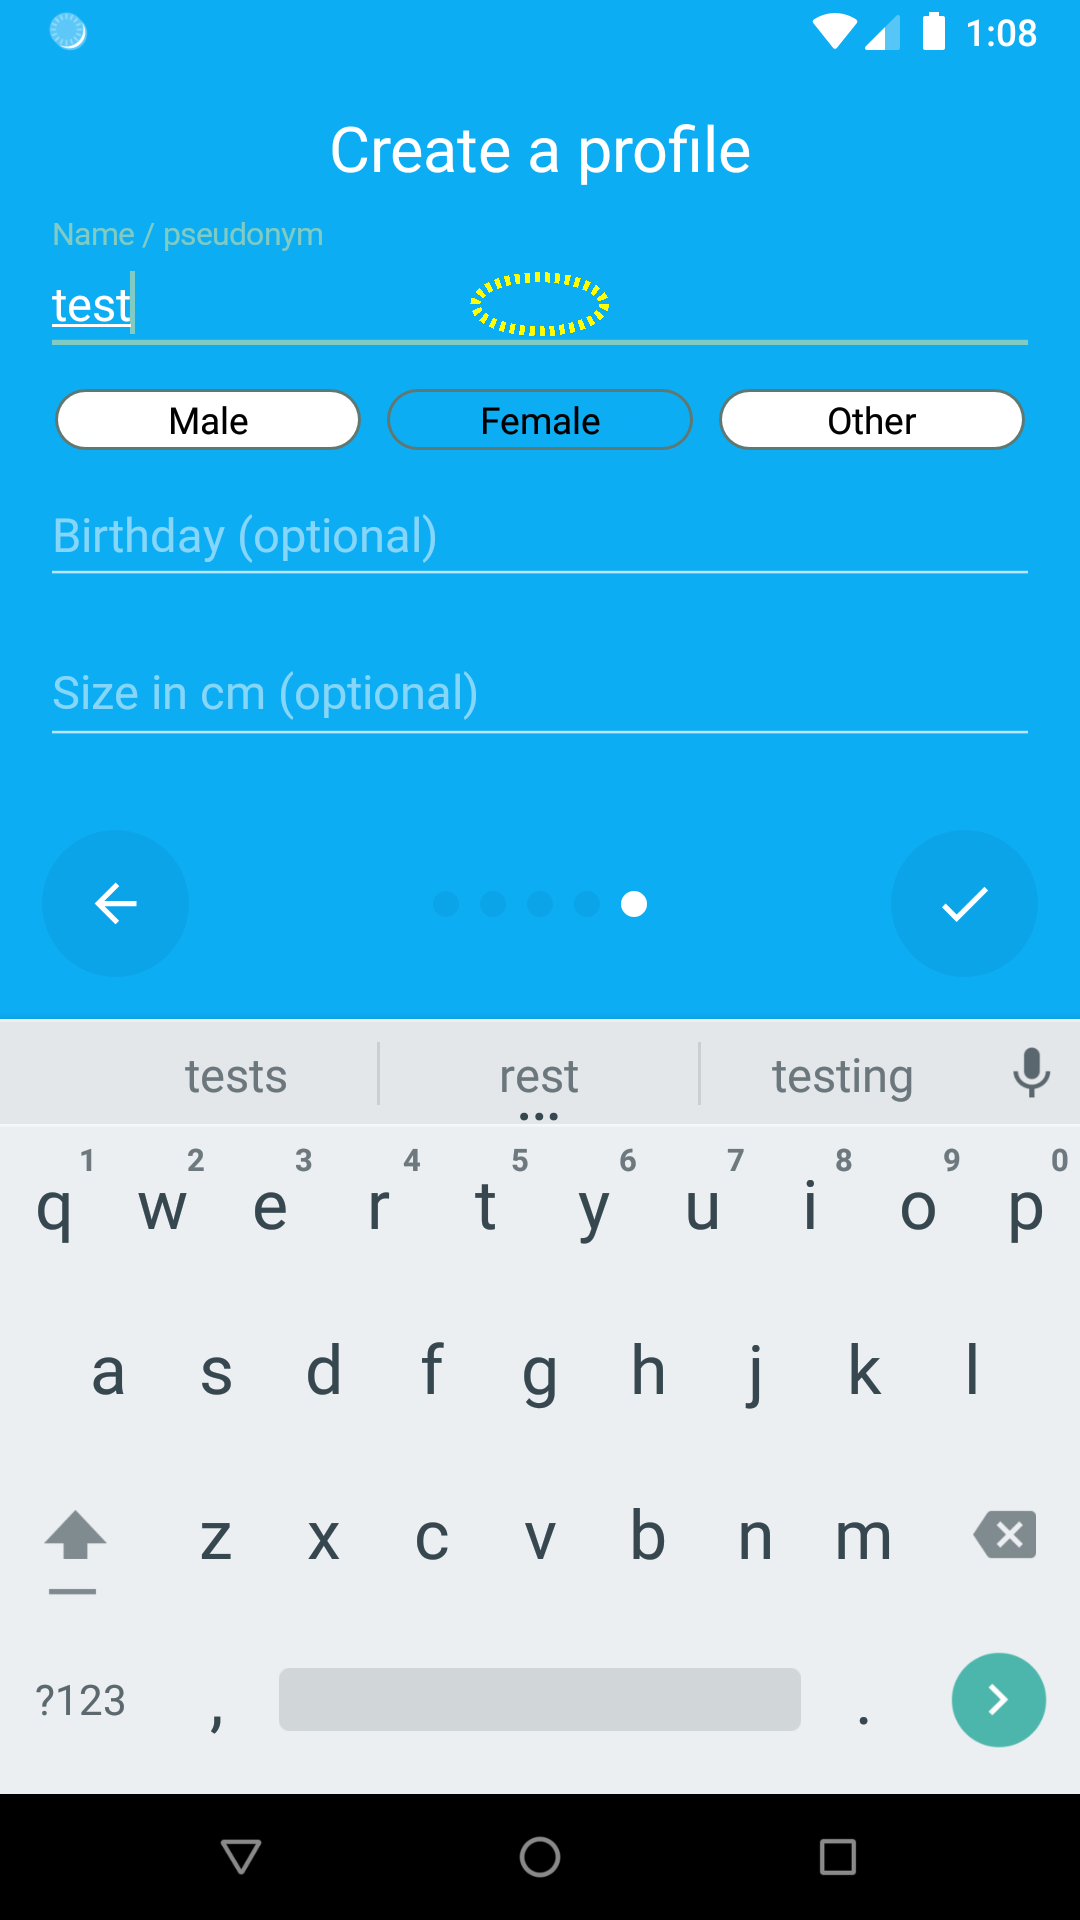 1:08
Create a profile
Name / pseudonym
test
Male Female Other
Birthday (optional)
Size in cm (optional)
tests rest testing
1 2 3 4 5 6 7 8 9 0
q w e r t y u i o p
a s d f g h j k l
z x c v b n m
?123 , .